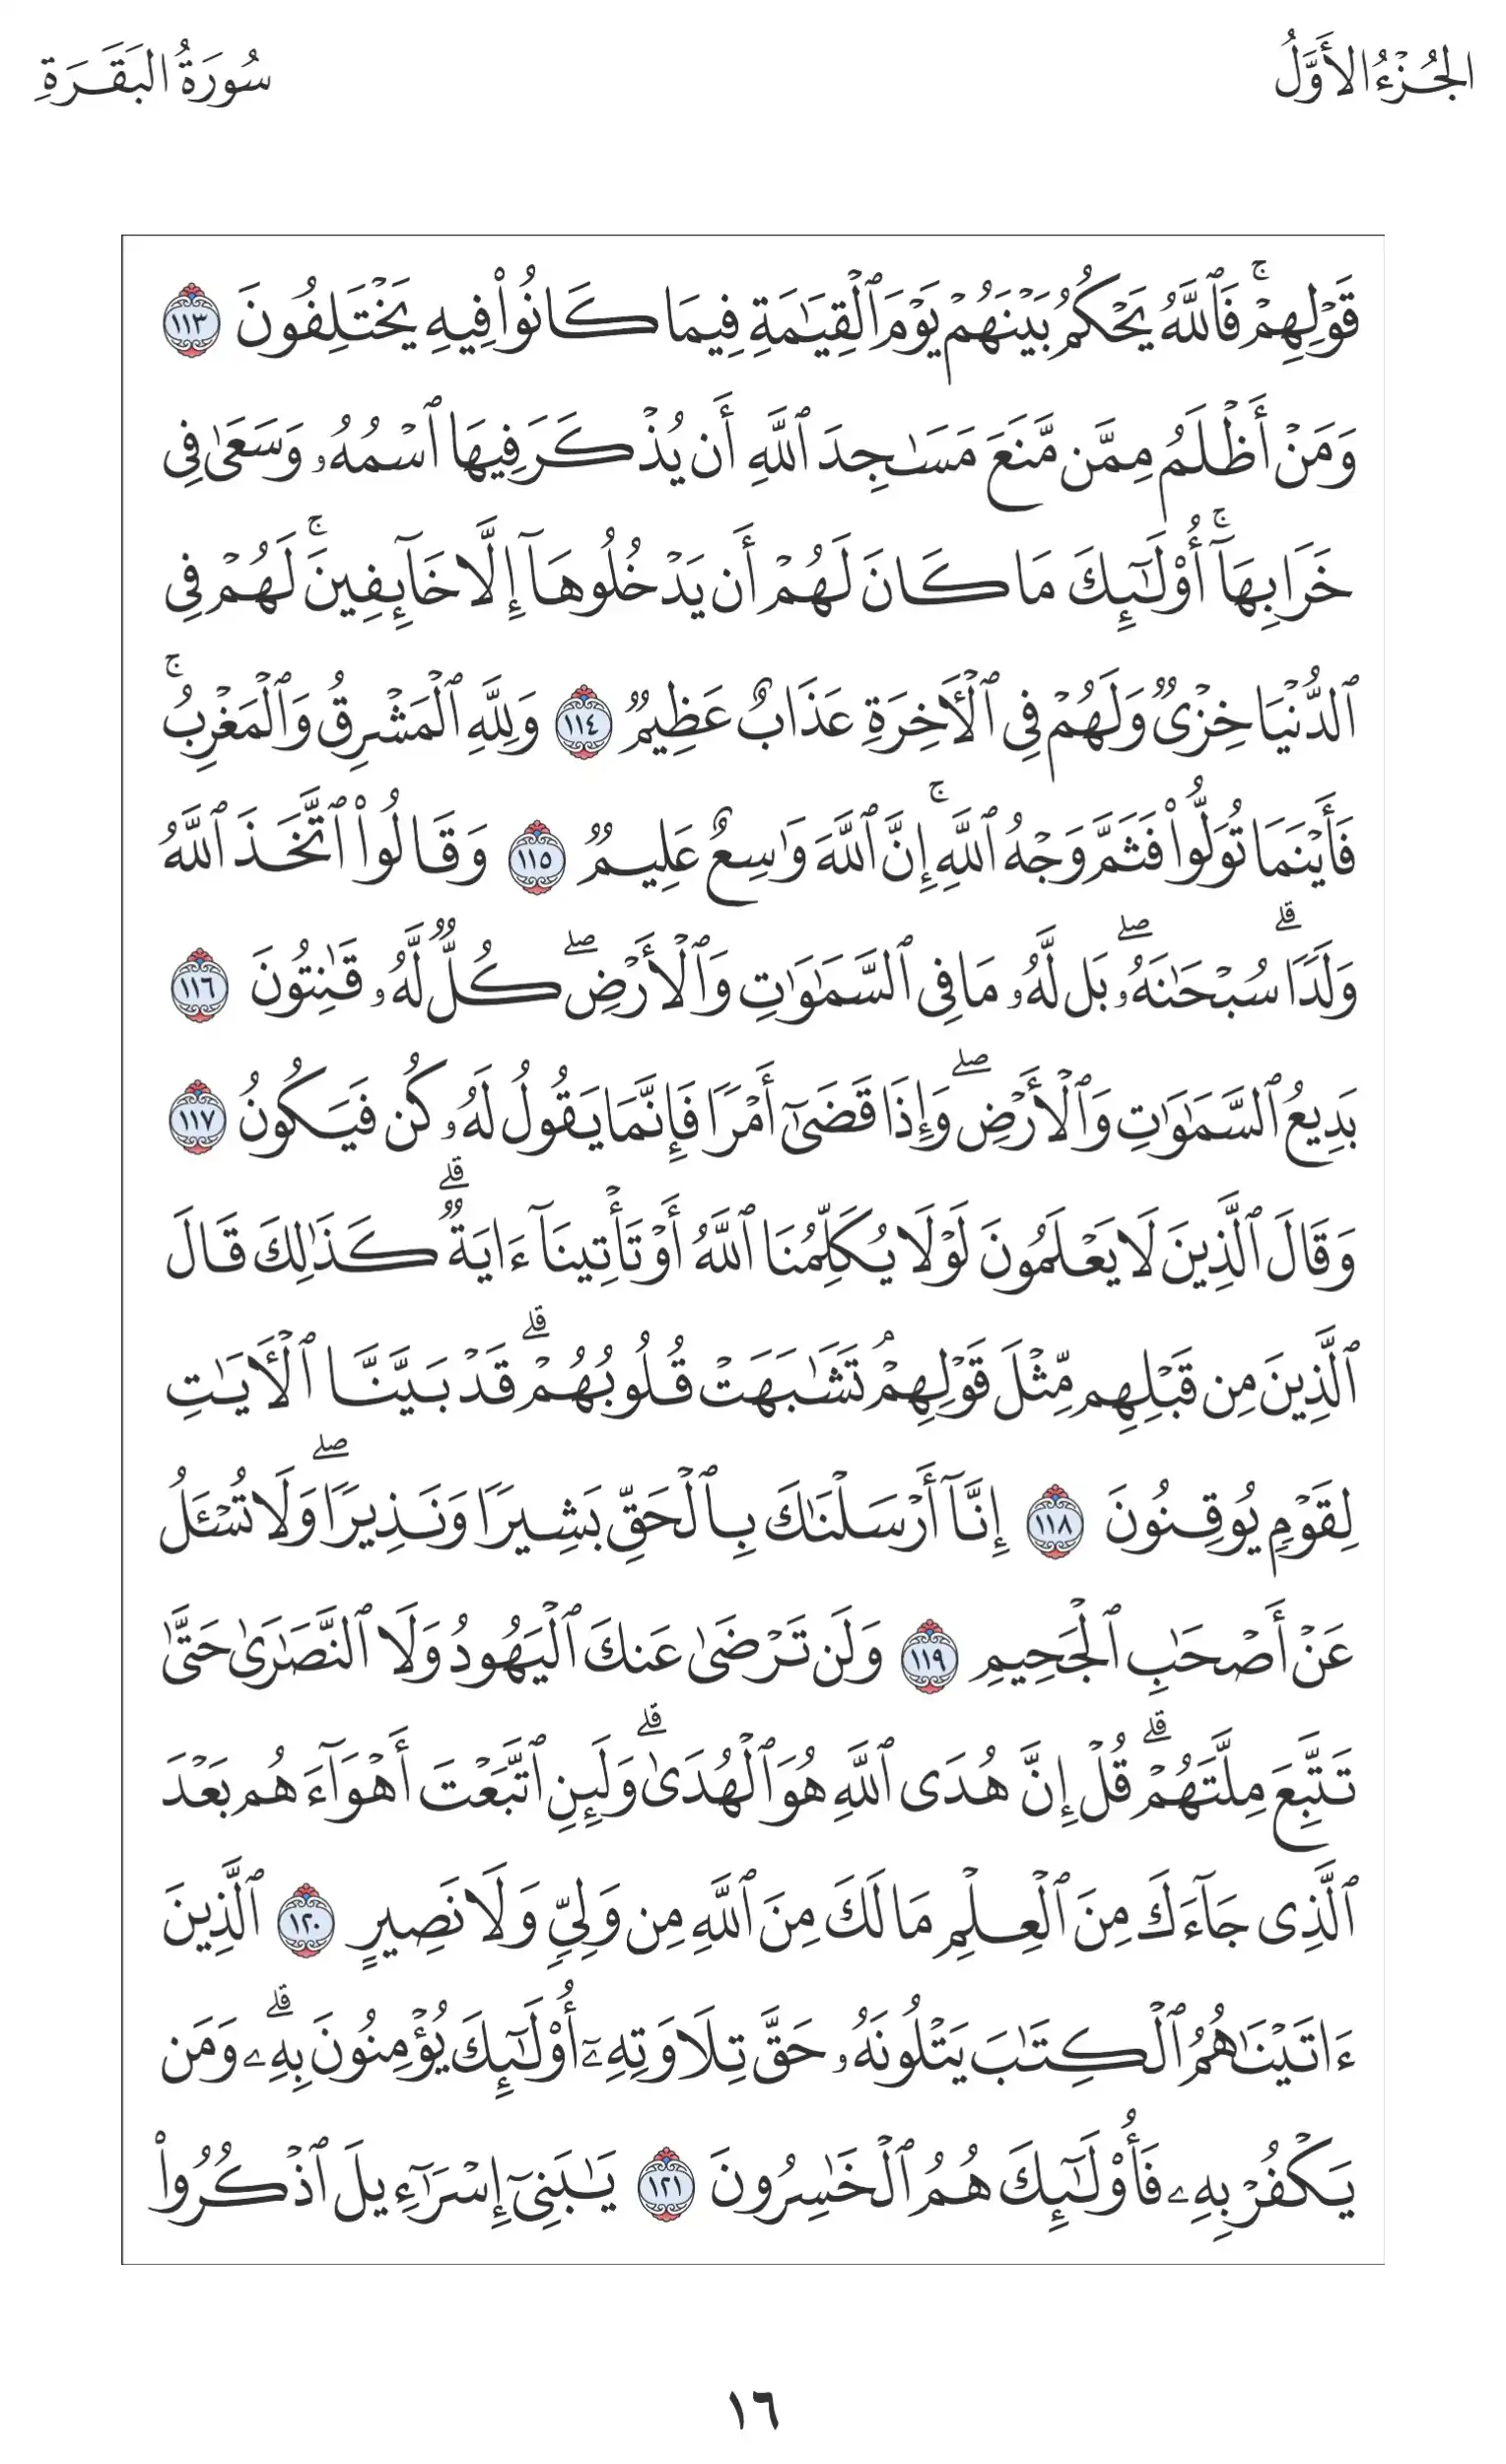 الجُزْءُ الأَوَّلُ
سُورَةُ البَقَرَةِ
قَوۡلِهِمۡۚ فَٱللَّهُ يَحۡكُمُ بَيۡنَهُمۡ يَوۡمَ ٱلۡقِيَٰمَةِ فِيمَا كَانُواْ فِيهِ يَخۡتَلِفُونَ ١١٣
وَمَنۡ أَظۡلَمُ مِمَّن مَّنَعَ مَسَٰجِدَ ٱللَّهِ أَن يُذۡكَرَ فِيهَا ٱسۡمُهُۥ وَسَعَىٰ فِي
خَرَابِهَآۚ أُوْلَٰٓئِكَ مَا كَانَ لَهُمۡ أَن يَدۡخُلُوهَآ إِلَّا خَآئِفِينَۚ لَهُمۡ فِي
ٱلدُّنۡيَا خِزۡيٞ وَلَهُمۡ فِي ٱلۡأٓخِرَةِ عَذَابٌ عَظِيمٞ ١١٤ وَلِلَّهِ ٱلۡمَشۡرِقُ وَٱلۡمَغۡرِبُۚ
فَأَيۡنَمَا تُوَلُّواْ فَثَمَّ وَجۡهُ ٱللَّهِۚ إِنَّ ٱللَّهَ وَٰسِعٌ عَلِيمٞ ١١٥ وَقَالُواْ ٱتَّخَذَ ٱللَّهُ
وَلَدٗاۗ سُبۡحَٰنَهُۥۖ بَل لَّهُۥ مَا فِي ٱلسَّمَٰوَٰتِ وَٱلۡأَرۡضِۖ كُلّٞ لَّهُۥ قَٰنِتُونَ ١١٦
بَدِيعُ ٱلسَّمَٰوَٰتِ وَٱلۡأَرۡضِۖ وَإِذَا قَضَىٰٓ أَمۡرٗا فَإِنَّمَا يَقُولُ لَهُۥ كُن فَيَكُونُ ١١٧
وَقَالَ ٱلَّذِينَ لَا يَعۡلَمُونَ لَوۡلَا يُكَلِّمُنَا ٱللَّهُ أَوۡ تَأۡتِينَآ ءَايَةٞۗ كَذَٰلِكَ قَالَ
ٱلَّذِينَ مِن قَبۡلِهِم مِّثۡلَ قَوۡلِهِمۡۘ تَشَٰبَهَتۡ قُلُوبُهُمۡۗ قَدۡ بَيَّنَّا ٱلۡأٓيَٰتِ
لِقَوۡمٖ يُوقِنُونَ ١١٨ إِنَّآ أَرۡسَلۡنَٰكَ بِٱلۡحَقِّ بَشِيرٗا وَنَذِيرٗاۖ وَلَا تُسۡـَٔلُ
عَنۡ أَصۡحَٰبِ ٱلۡجَحِيمِ ١١٩ وَلَن تَرۡضَىٰ عَنكَ ٱلۡيَهُودُ وَلَا ٱلنَّصَٰرَىٰ حَتَّىٰ
تَتَّبِعَ مِلَّتَهُمۡۗ قُلۡ إِنَّ هُدَى ٱللَّهِ هُوَ ٱلۡهُدَىٰۗ وَلَئِنِ ٱتَّبَعۡتَ أَهۡوَآءَهُم بَعۡدَ
ٱلَّذِي جَآءَكَ مِنَ ٱلۡعِلۡمِ مَا لَكَ مِنَ ٱللَّهِ مِن وَلِيّٖ وَلَا نَصِيرٍ ١٢٠ ٱلَّذِينَ
ءَاتَيۡنَٰهُمُ ٱلۡكِتَٰبَ يَتۡلُونَهُۥ حَقَّ تِلَاوَتِهِۦٓ أُوْلَٰٓئِكَ يُؤۡمِنُونَ بِهِۦۗ وَمَن
يَكۡفُرۡ بِهِۦ فَأُوْلَٰٓئِكَ هُمُ ٱلۡخَٰسِرُونَ ١٢١ يَٰبَنِيٓ إِسۡرَٰٓءِيلَ ٱذۡكُرُواْ
١٦